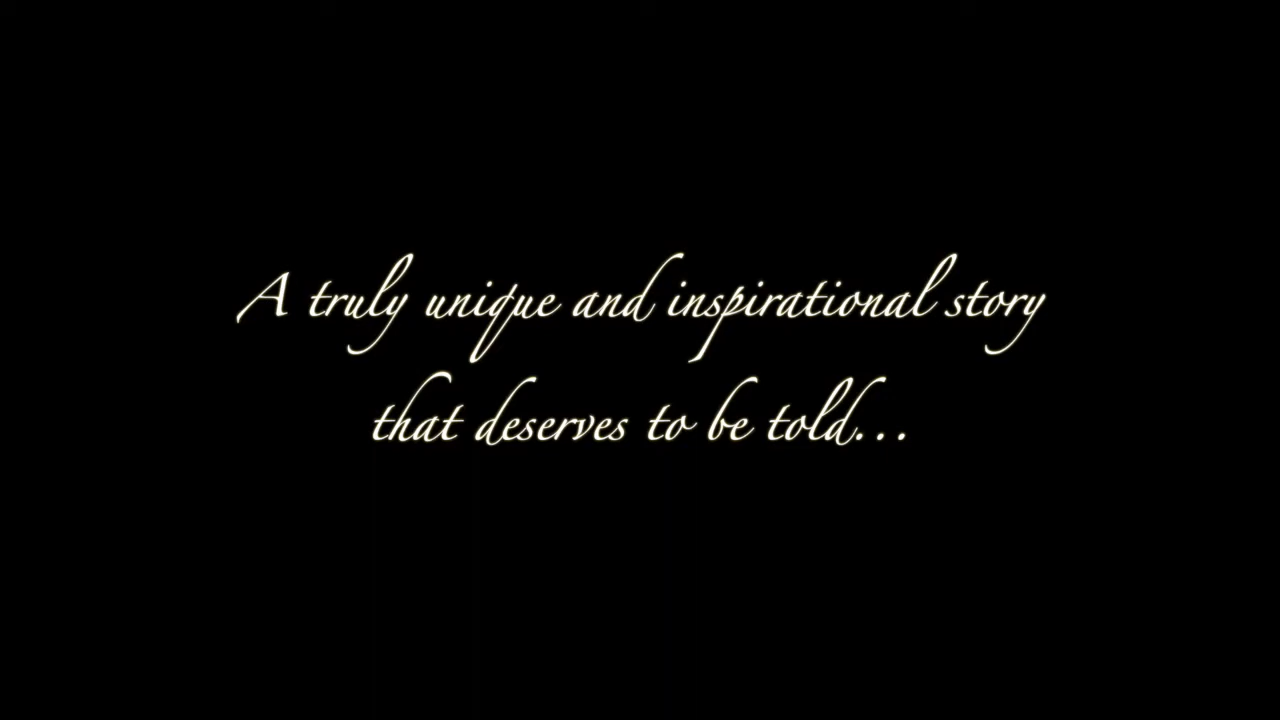 A truly unique and inspirational story
that deserves to be told...